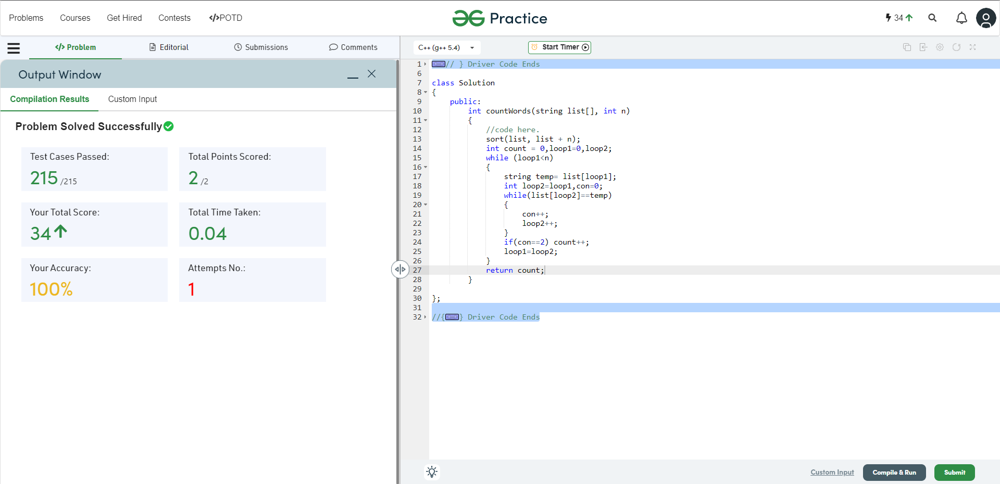 Problems Courses Get Hired Contests </>POTD
Practice
34
</> Problem Editorial Submissions Comments
Output Window
Compilation Results Custom Input
Problem Solved Successfully
Test Cases Passed:
215 /215
Total Points Scored:
2 /2
Your Total Score:
34
Total Time Taken:
0.04
Your Accuracy:
100%
Attempts No.:
1
C++ (g++ 5.4) Start Timer
1 // } Driver Code Ends
6
7 class Solution
8 {
9 public:
10 int countWords(string list[], int n)
11 {
12 //code here.
13 sort(list, list + n);
14 int count = 0,loop1=0,loop2;
15 while (loop1<n)
16 {
17 string temp= list[loop1];
18 int loop2=loop1,con=0;
19 while(list[loop2]==temp)
20 {
21 con++;
22 loop2++;
23 }
24 if(con==2) count++;
25 loop1=loop2;
26 }
27 return count;
28 }
29
30 };
31
32 //{ } Driver Code Ends
Custom Input Compile & Run Submit